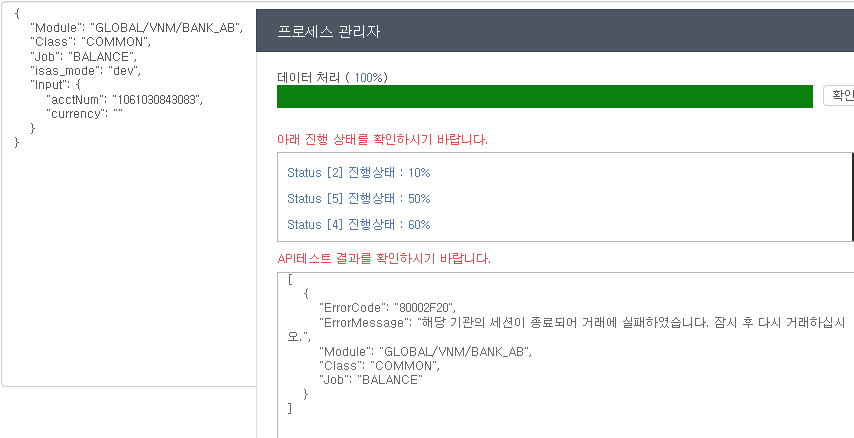 {
"Module": "GLOBAL/VNM/BANK_AB",
"Class": "COMMON",
"Job": "BALANCE",
"isas_mode": "dev",
"Input": {
"acctNum": "1061030843083",
"currency": ""
}
}
프로세스 관리자
데이터 처리 ( 100%)
확인
아래 진행 상태를 확인하시기 바랍니다.
Status [2] 진행상태 : 10%
Status [5] 진행상태 : 50%
Status [4] 진행상태 : 60%
API테스트 결과를 확인하시기 바랍니다.
[
{
"ErrorCode": "80002F20",
"ErrorMessage": "해당 기관의 세션이 종료되어 거래에 실패하였습니다. 잠시 후 다시 거래하십시
오.",
"Module": "GLOBAL/VNM/BANK_AB",
"Class": "COMMON",
"Job": "BALANCE"
}
]